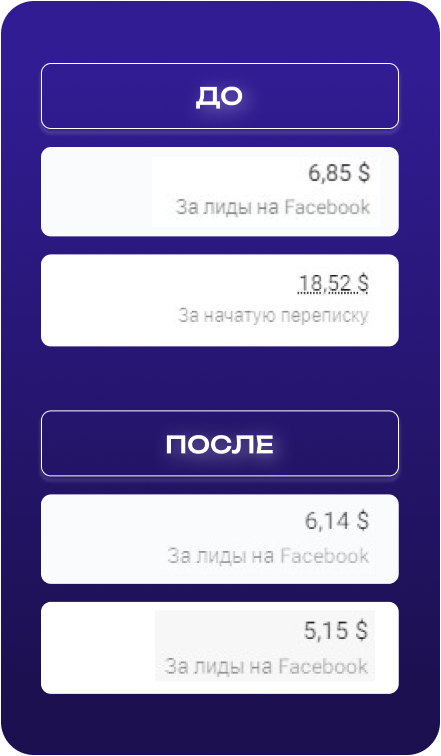 ДО
6,85 $
За лиды на Facebook
18,52 $
За начатую переписку
ПОСЛЕ
6,14 $
За лиды на Facebook
5,15 $
За лиды на Facebook